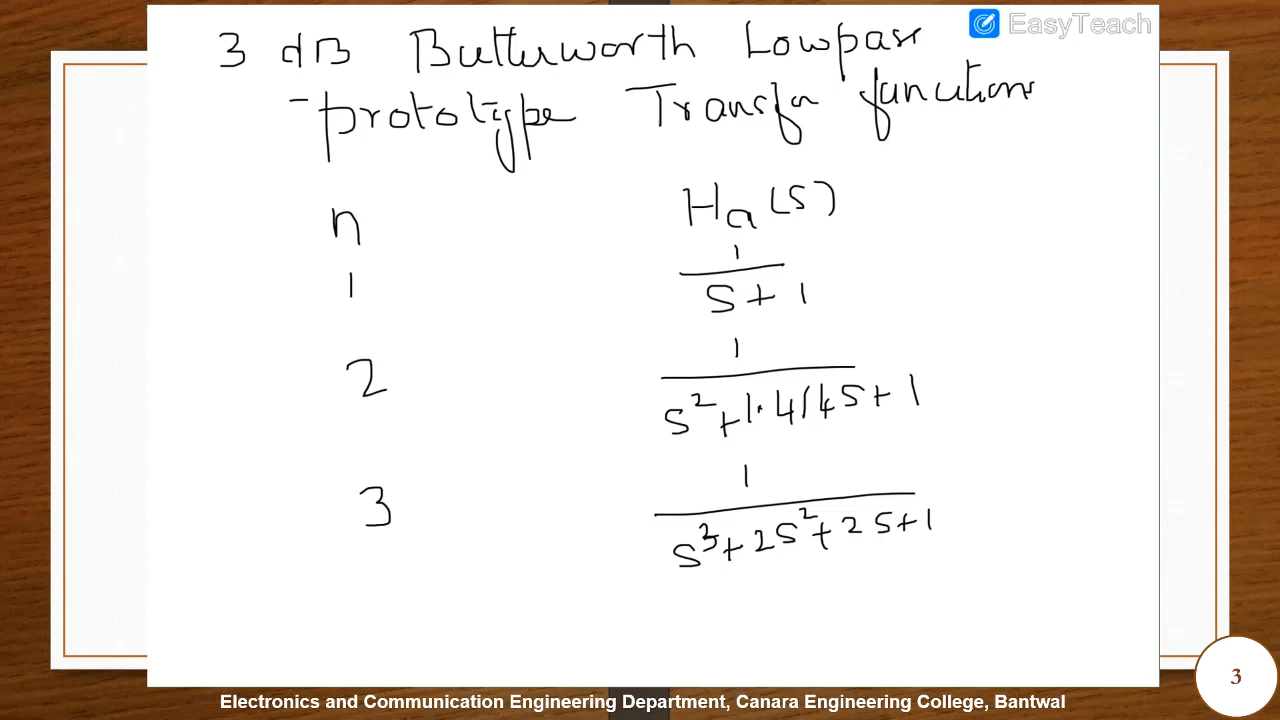 EasyTeach
3 dB Butterworth Lowpass
prototype Transfer functions
n Ha(s)
1 1/(s+1)
2 1/(s²+1.414s+1)
3 1/(s³+2s²+2s+1)
3
Electronics and Communication Engineering Department, Canara Engineering College, Bantwal